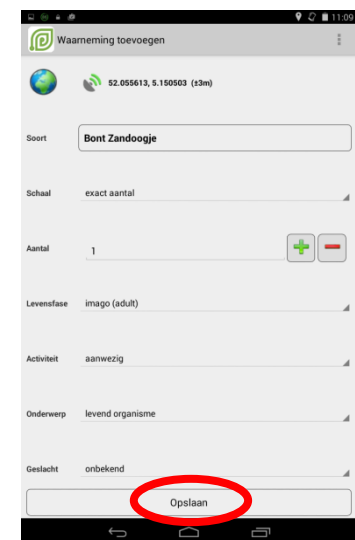 11:09
Waarneming toevoegen
52.055613, 5.150503 (±3m)
Soort Bont Zandoogje
Schaal exact aantal
Aantal 1
Levensfase imago (adult)
Activiteit aanwezig
Onderwerp levend organisme
Geslacht onbekend
Opslaan